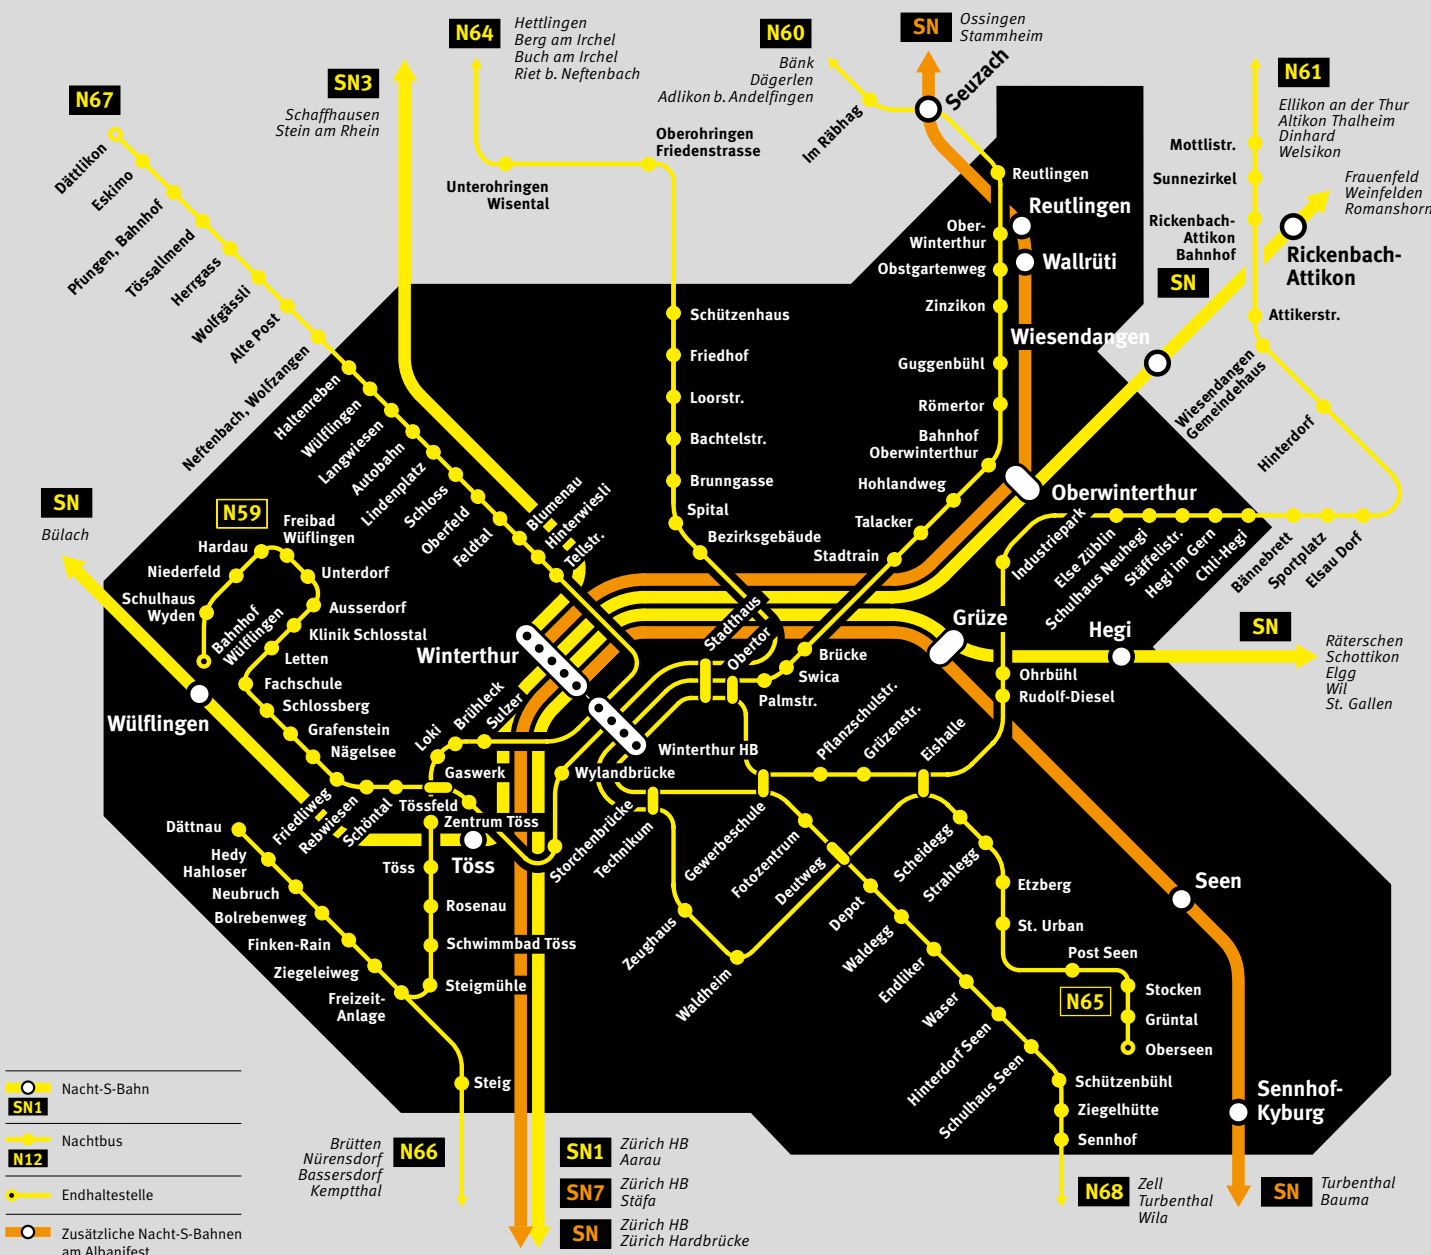 N67
SN3
Schaffhausen
Stein am Rhein
N64
Hettlingen
Berg am Irchel
Buch am Irchel
Riet b. Neftenbach
N60
Bänk
Dägerlen
Adlikon b. Andelfingen
SN
Ossingen
Stammheim
N61
Ellikon an der Thur
Altikon Thalheim
Dinhard
Welsikon
Frauenfeld
Weinfelden
Romanshorn
Dättlikon
Eskimo
Pfungen, Bahnhof
Tössallmend
Herrgass
Wolfgässli
Alte Post
Neftenbach, Wolfzangen
Haltenreben
Wülflingen
Langwiesen
Autobahn
Lindenplatz
Schloss
Oberfeld
Feldtal
Blumenau
Hinterwiesli
Tellstr.
Unterohringen
Wisental
Oberohringen
Friedenstrasse
Schützenhaus
Friedhof
Loorstr.
Bachtelstr.
Brunngasse
Spital
Bezirksgebäude
Stadthaus
Obertor
Im Räbhag
Seuzach
Reutlingen
Reutlingen
Wallrüti
Ober-
Winterthur
Obstgartenweg
Zinzikon
Wiesendangen
Guggenbühl
Römertor
Bahnhof
Oberwinterthur
Hohlandweg
Talacker
Stadtrain
Brücke
Swica
Palmstr.
Mottlistr.
Sunnezirkel
Rickenbach-
Attikon
Bahnhof
SN
Rickenbach-
Attikon
Attikerstr.
Wiesendangen
Gemeindehaus
Hinterdorf
Oberwinterthur
Industriepark
Else Züblin
Schulhaus Neuhegi
Stäffelistr.
Hegi im Gern
Chli-Hegi
Bännebrett
Sportplatz
Elsau Dorf
Grüze
Hegi
SN
Räterschen
Schottikon
Elgg
Wil
St. Gallen
Ohrbühl
Rudolf-Diesel
SN
Bülach
N59
Freibad
Wüflingen
Hardau
Niederfeld
Schulhaus
Wyden
Bahnhof
Wülflingen
Unterdorf
Ausserdorf
Klinik Schlosstal
Letten
Fachschule
Schlossberg
Grafenstein
Nägelsee
Wülflingen
Winterthur
Winterthur HB
Loki
Brühleck
Sulzer
Gaswerk
Tössfeld
Wylandbrücke
Storchenbrücke
Technikum
Friedliweg
Rebwiesen
Schöntal
Zentrum Töss
Töss
Töss
Rosenau
Schwimmbad Töss
Steigmühle
Dättnau
Hedy
Hahloser
Neubruch
Bolrebenweg
Finken-Rain
Ziegeleiweg
Freizeit-
Anlage
Steig
Pflanzschulstr.
Grüzenstr.
Eishalle
Gewerbeschule
Fotozentrum
Deutweg
Zeughaus
Waldheim
Depot
Waldegg
Endliker
Waser
Hinterdorf Seen
Schulhaus Seen
Schützenbühl
Ziegelhütte
Sennhof
Scheidegg
Strahlegg
Etzberg
St. Urban
Post Seen
N65
Stocken
Grüntal
Oberseen
Seen
Sennhof-
Kyburg
Nacht-S-Bahn
SN1
Nachtbus
N12
Endhaltestelle
Zusätzliche Nacht-S-Bahnen
am Albanifest
Brütten
Nürensdorf
Bassersdorf
Kemptthal
N66
SN1
Zürich HB
Aarau
SN7
Zürich HB
Stäfa
SN
Zürich HB
Zürich Hardbrücke
N68
Zell
Turbenthal
Wila
SN
Turbenthal
Bauma